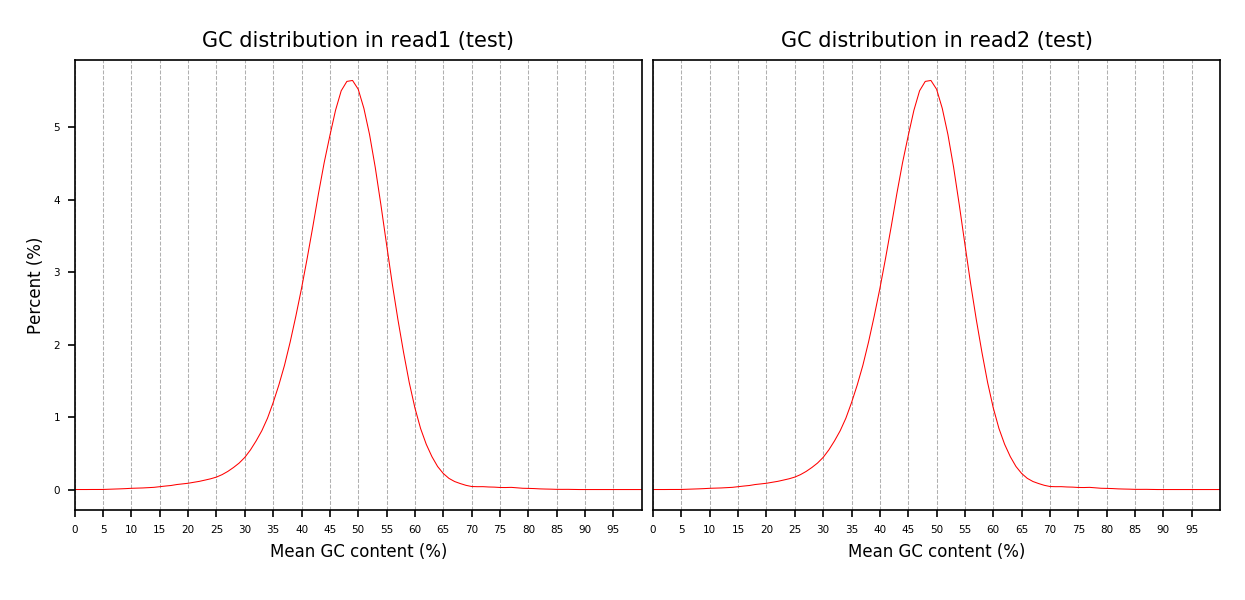 GC distribution in read1 (test)
GC distribution in read2 (test)
Percent (%)
5
4
3
2
1
0
0 5 10 15 20 25 30 35 40 45 50 55 60 65 70 75 80 85 90 95
0 5 10 15 20 25 30 35 40 45 50 55 60 65 70 75 80 85 90 95
Mean GC content (%)
Mean GC content (%)